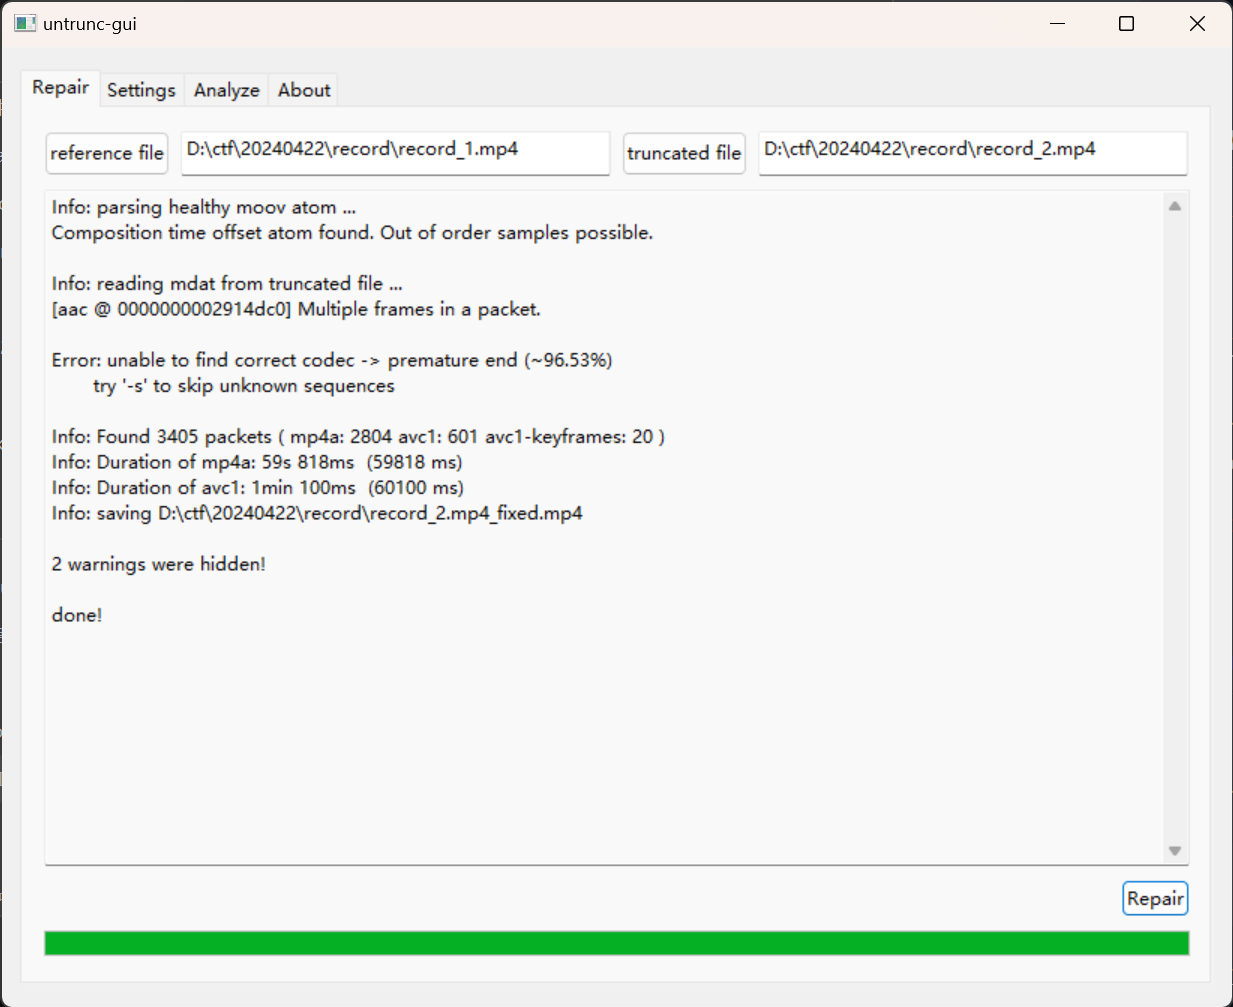 untrunc-gui
Repair Settings Analyze About
reference file D:\ctf\20240422\record\record_1.mp4 truncated file D:\ctf\20240422\record\record_2.mp4
Info: parsing healthy moov atom ...
Composition time offset atom found. Out of order samples possible.
Info: reading mdat from truncated file ...
[aac @ 0000000002914dc0] Multiple frames in a packet.
Error: unable to find correct codec -> premature end (~96.53%)
try '-s' to skip unknown sequences
Info: Found 3405 packets ( mp4a: 2804 avc1: 601 avc1-keyframes: 20 )
Info: Duration of mp4a: 59s 818ms  (59818 ms)
Info: Duration of avc1: 1min 100ms  (60100 ms)
Info: saving D:\ctf\20240422\record\record_2.mp4_fixed.mp4
2 warnings were hidden!
done!
Repair